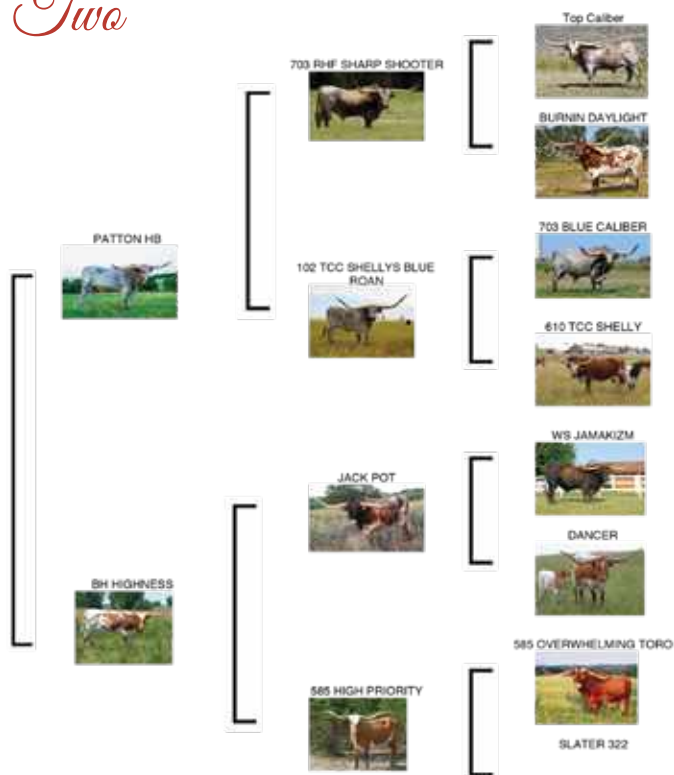 Two
Top Caliber
703 RHF SHARP SHOOTER
BURNIN DAYLIGHT
PATTON HB
703 BLUE CALIBER
102 TCC SHELLYS BLUE
ROAN
610 TCC SHELLY
WS JAMAKIZM
JACK POT
DANCER
BH HIGHNESS
585 OVERWHELMING TORO
585 HIGH PRIORITY
SLATER 322